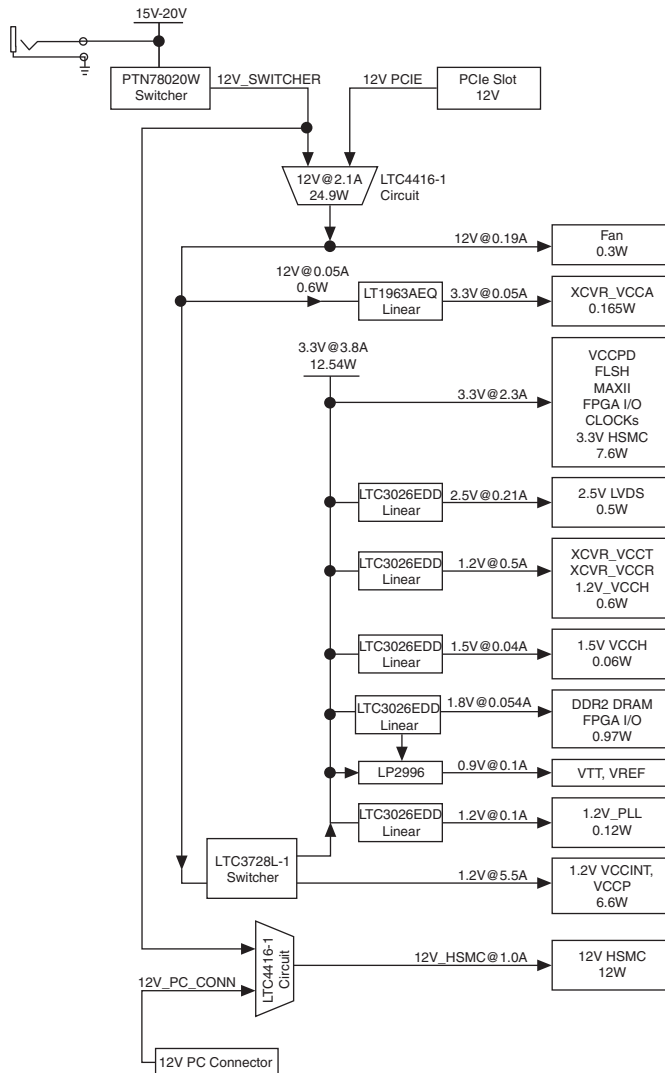 15V-20V
PTN78020W
Switcher
12V_SWITCHER
12V PCIE
PCIe Slot
12V
12V@2.1A
24.9W
LTC4416-1
Circuit
12V@0.19A
Fan
0.3W
12V@0.05A
0.6W
LT1963AEQ
Linear
3.3V@0.05A
XCVR_VCCA
0.165W
3.3V@3.8A
12.54W
3.3V@2.3A
VCCPD
FLSH
MAXII
FPGA I/O
CLOCKs
3.3V HSMC
7.6W
LTC3026EDD
Linear
2.5V@0.21A
2.5V LVDS
0.5W
LTC3026EDD
Linear
1.2V@0.5A
XCVR_VCCT
XCVR_VCCR
1.2V_VCCH
0.6W
LTC3026EDD
Linear
1.5V@0.04A
1.5V VCCH
0.06W
LTC3026EDD
Linear
1.8V@0.054A
DDR2 DRAM
FPGA I/O
0.97W
LP2996
0.9V@0.1A
VTT, VREF
LTC3026EDD
Linear
1.2V@0.1A
1.2V_PLL
0.12W
LTC3728L-1
Switcher
1.2V@5.5A
1.2V VCCINT,
VCCP
6.6W
LTC4416-1
Circuit
12V_HSMC@1.0A
12V HSMC
12W
12V_PC_CONN
12V PC Connector